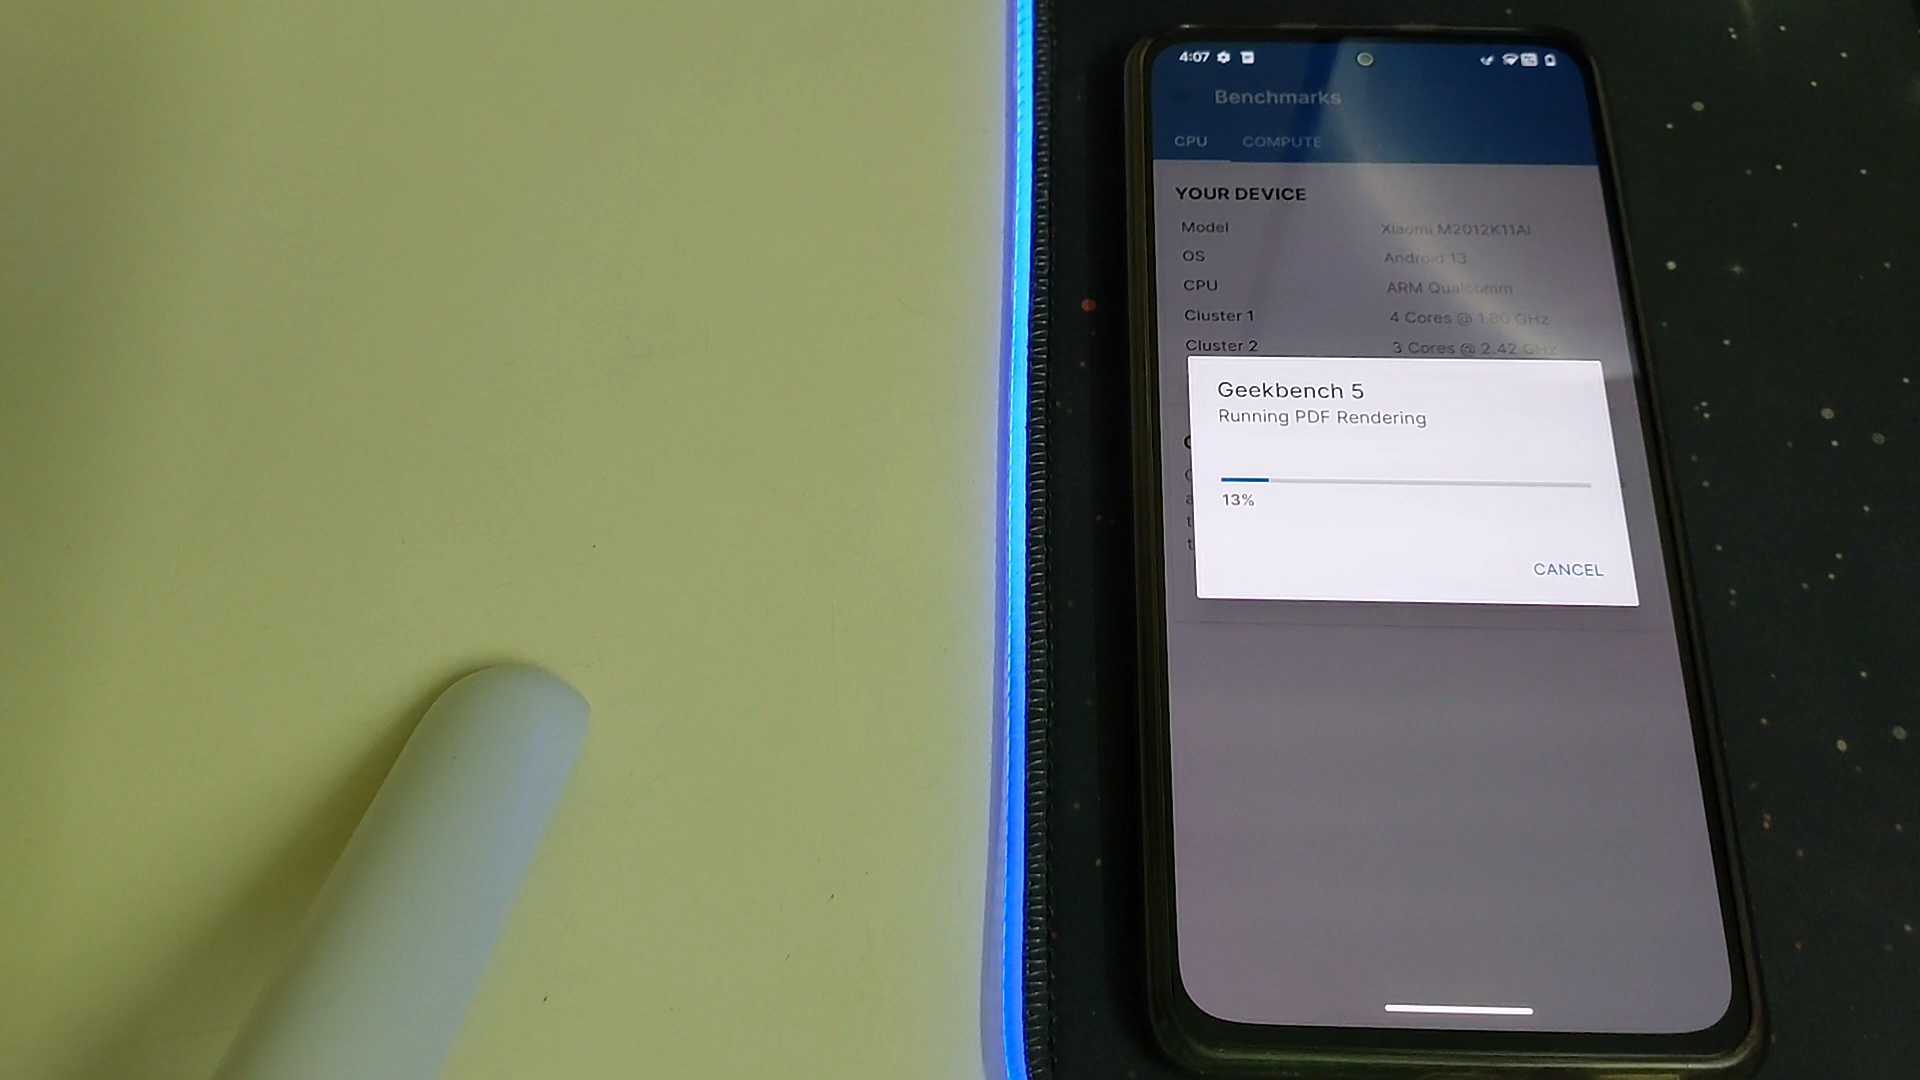 4:07
Benchmarks
CPU COMPUTE
YOUR DEVICE
Model Xiaomi M2012K11AI
OS Android 13
CPU ARM Qualcomm
Cluster 1 4 Cores @ 1.80 GHz
Cluster 2 3 Cores @ 2.42 GHz
Geekbench 5
Running PDF Rendering
13%
CANCEL